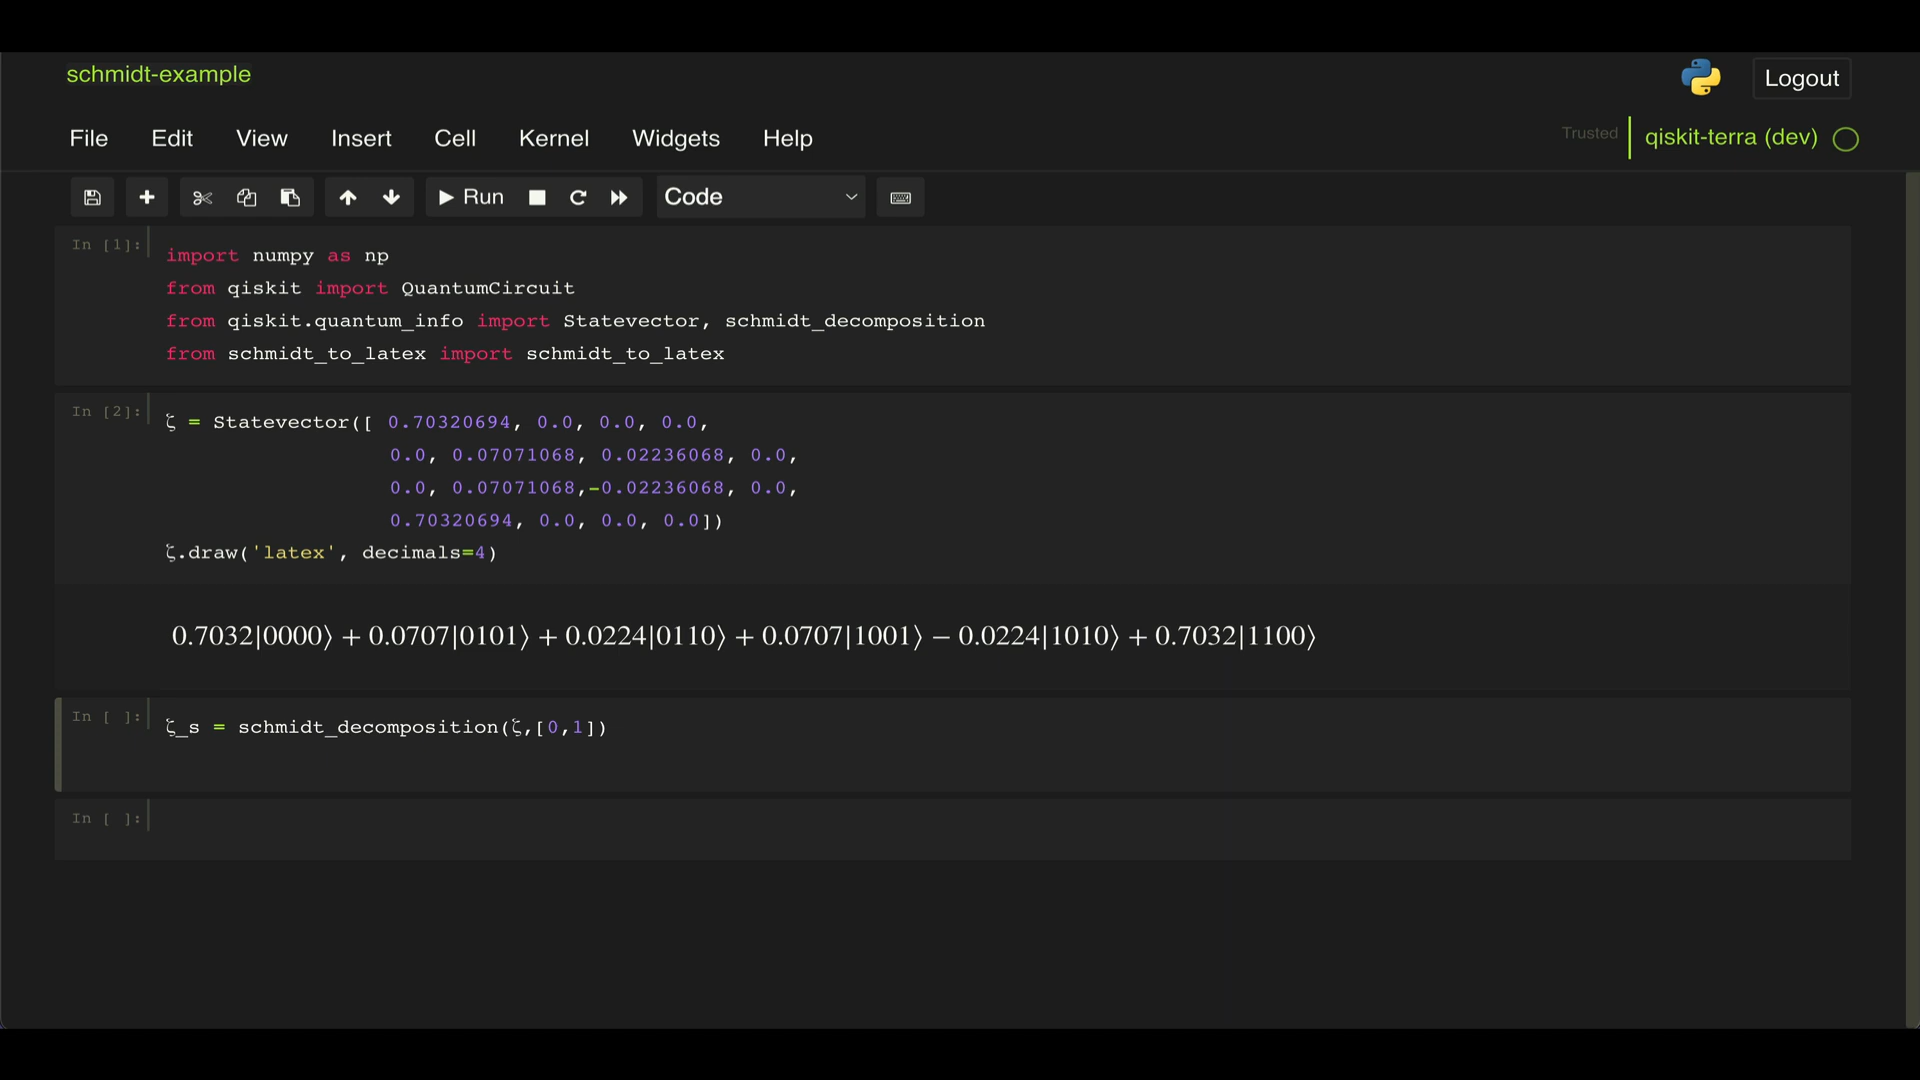 schmidt-example
Logout
File Edit View Insert Cell Kernel Widgets Help
Trusted qiskit-terra (dev)
Run Code
In [1]:
import numpy as np
from qiskit import QuantumCircuit
from qiskit.quantum_info import Statevector, schmidt_decomposition
from schmidt_to_latex import schmidt_to_latex
In [2]:
ζ = Statevector([ 0.70320694, 0.0, 0.0, 0.0,
0.0, 0.07071068, 0.02236068, 0.0,
0.0, 0.07071068,-0.02236068, 0.0,
0.70320694, 0.0, 0.0, 0.0])
ζ.draw('latex', decimals=4)
0.7032|0000⟩ + 0.0707|0101⟩ + 0.0224|0110⟩ + 0.0707|1001⟩ − 0.0224|1010⟩ + 0.7032|1100⟩
In [ ]:
ζ_s = schmidt_decomposition(ζ,[0,1])
In [ ]: